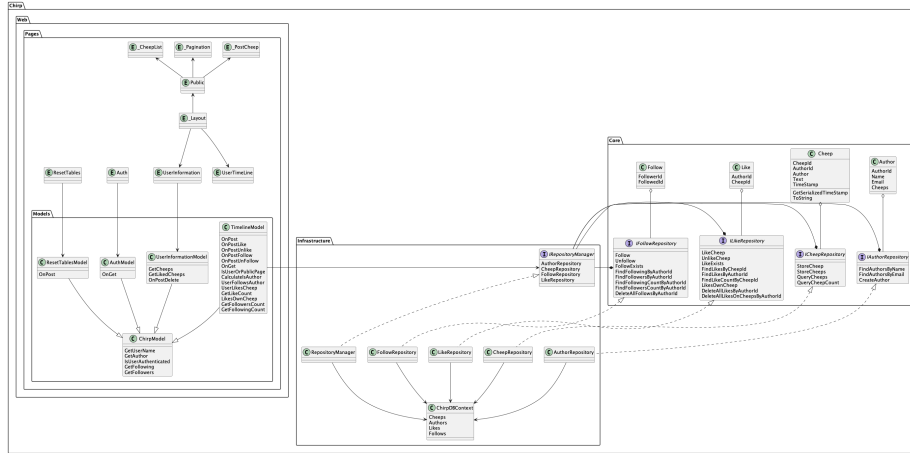 Chirp
Web
Pages
E _CheepList
E _Pagination
E _PostCheep
E Public
E _Layout
E ResetTables
E Auth
E UserInformation
E UserTimeLine
Models
C ResetTablesModel
OnPost
C AuthModel
OnGet
C UserInformationModel
GetCheeps
GetLikedCheeps
OnPostDelete
C TimelineModel
OnPost
OnPostLike
OnPostUnlike
OnPostFollow
OnPostUnFollow
OnGet
IsUserOrPublicPage
CalculateIsAuthor
UserFollowsAuthor
UserLikesCheep
GetLikeCount
LikesOwnCheep
GetFollowersCount
GetFollowingCount
C ChirpModel
GetUserName
GetAuthor
IsUserAuthenticated
GetFollowing
GetFollowers
Infrastructure
I IRepositoryManager
AuthorRepository
CheepRepository
FollowRepository
LikeRepository
C RepositoryManager
C FollowRepository
C LikeRepository
C CheepRepository
C AuthorRepository
C ChirpDBContext
Cheeps
Authors
Likes
Follows
Core
C Follow
FollowerId
FollowedId
C Like
AuthorId
CheepId
C Cheep
CheepId
AuthorId
Author
Text
TimeStamp
GetSerializedTimeStamp
ToString
C Author
AuthorId
Name
Email
Cheeps
I IFollowRepository
Follow
Unfollow
FollowExists
FindFollowingByAuthorId
FindFollowersByAuthorId
FindFollowingCountByAuthorId
FindFollowersCountByAuthorId
DeleteAllFollowsByAuthorId
I ILikeRepository
LikeCheep
UnlikeCheep
LikeExists
FindLikesByCheepId
FindLikesByAuthorId
FindLikeCountByCheepId
LikesOwnCheep
DeleteAllLikesByAuthorId
DeleteAllLikesOnCheepsByAuthorId
I ICheepRepository
StoreCheep
StoreCheeps
QueryCheeps
QueryCheepCount
I IAuthorRepository
FindAuthorsByName
FindAuthorsByEmail
CreateAuthor